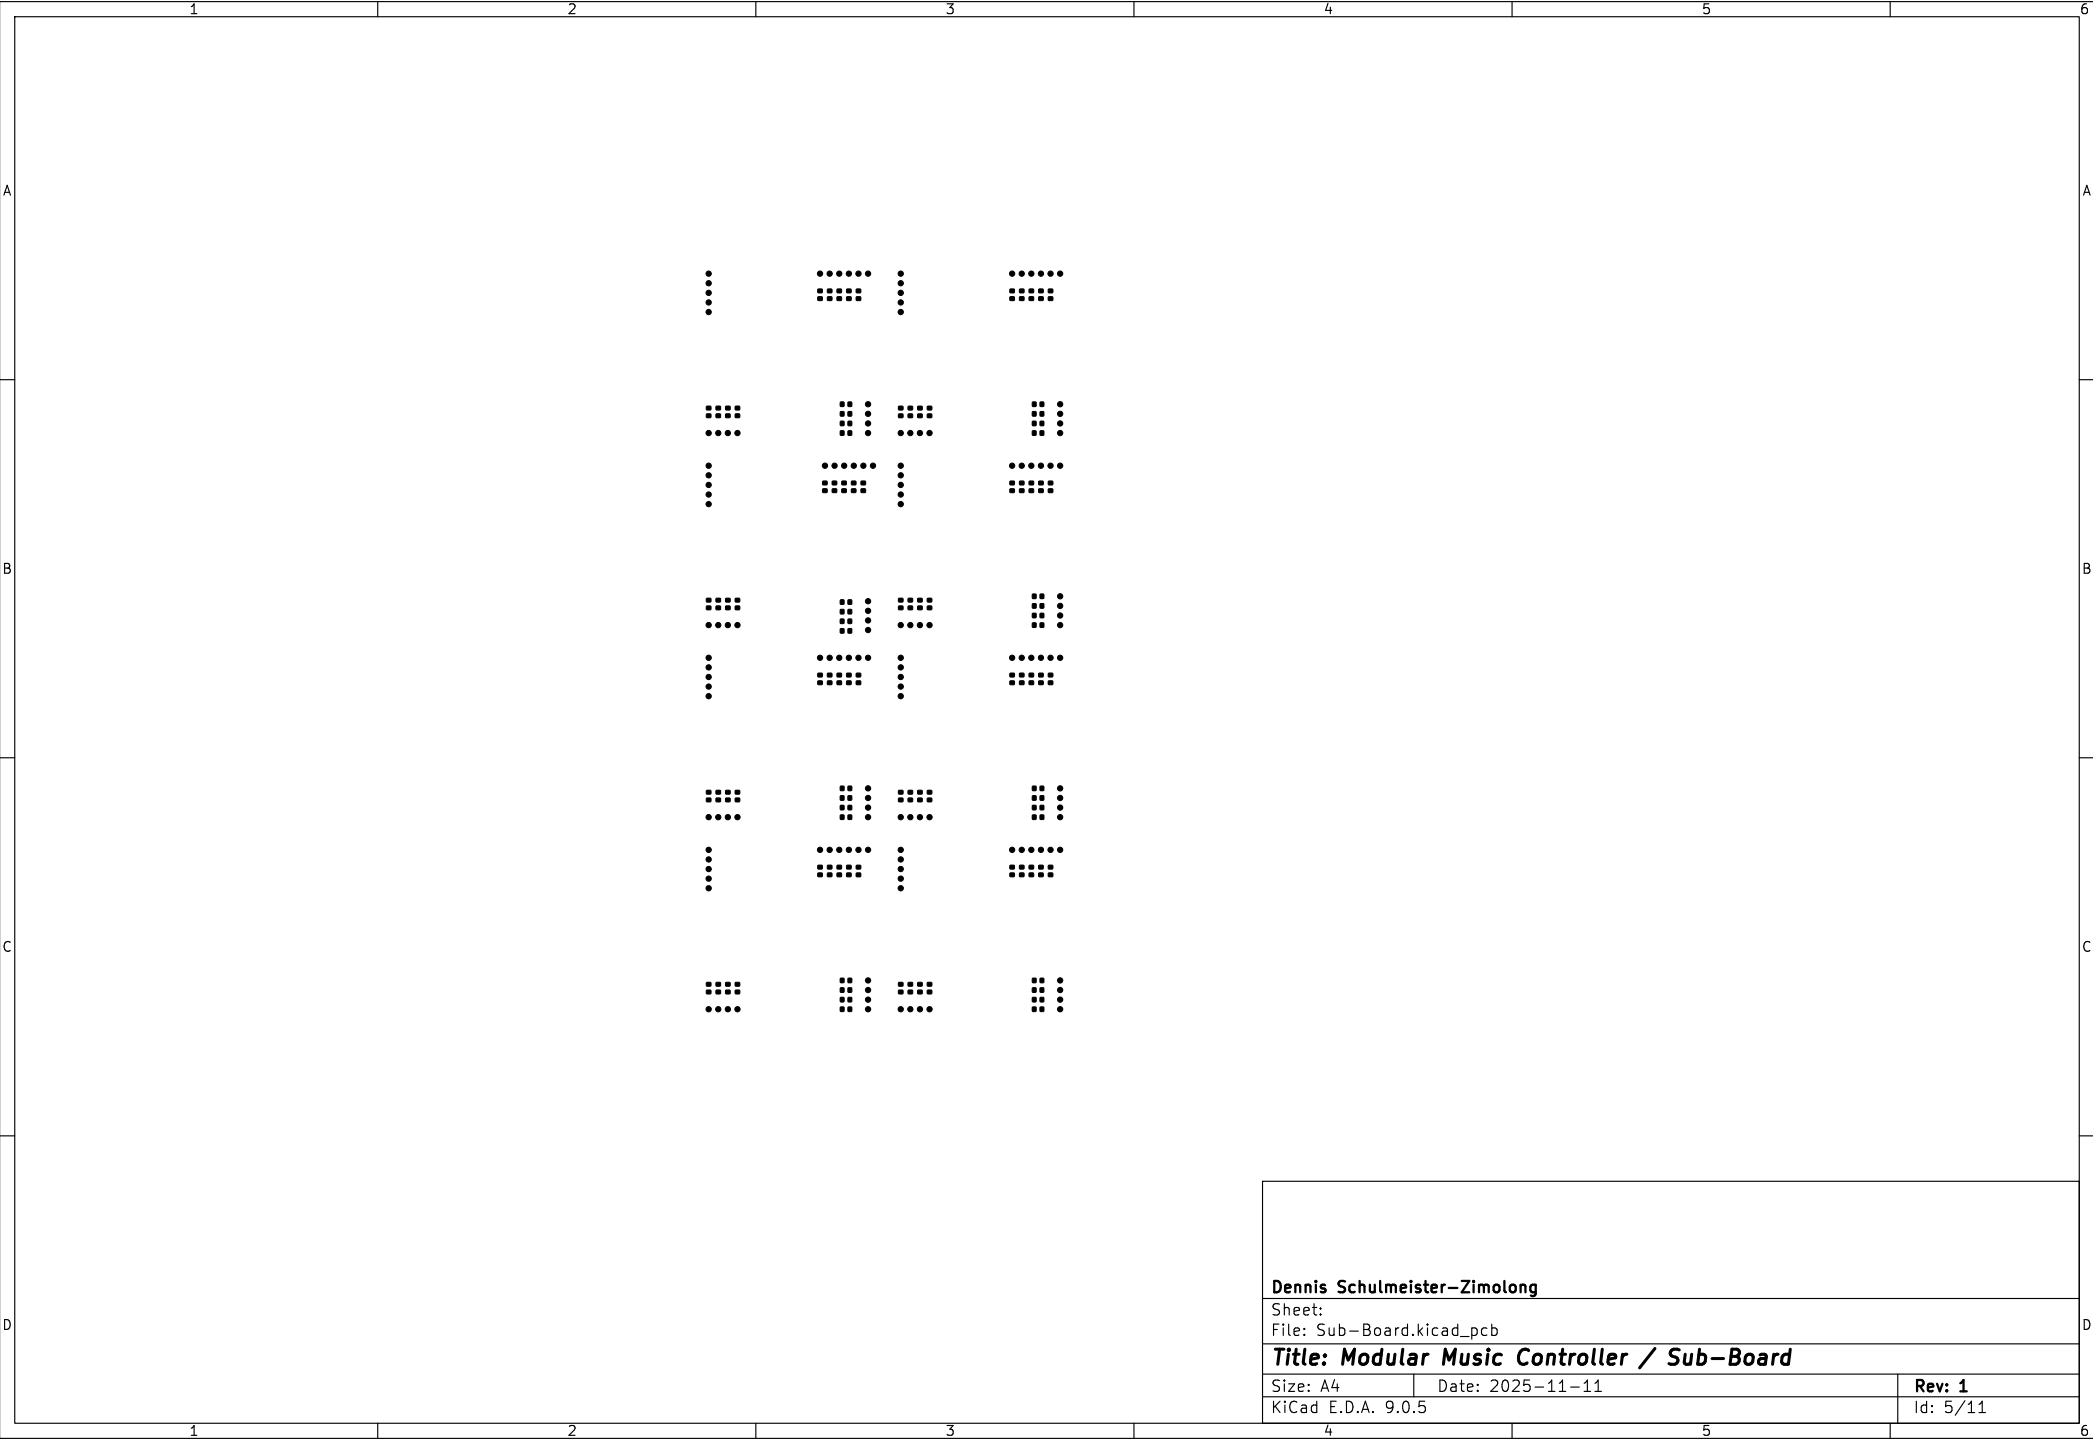 1 2 3 4 5 6
A A
B B
C C
Dennis Schulmeister-Zimolong
Sheet:
File: Sub-Board.kicad_pcb
D D
Title: Modular Music Controller / Sub-Board
Size: A4 Date: 2025-11-11 Rev: 1
KiCad E.D.A. 9.0.5 Id: 5/11
1 2 3 4 5 6